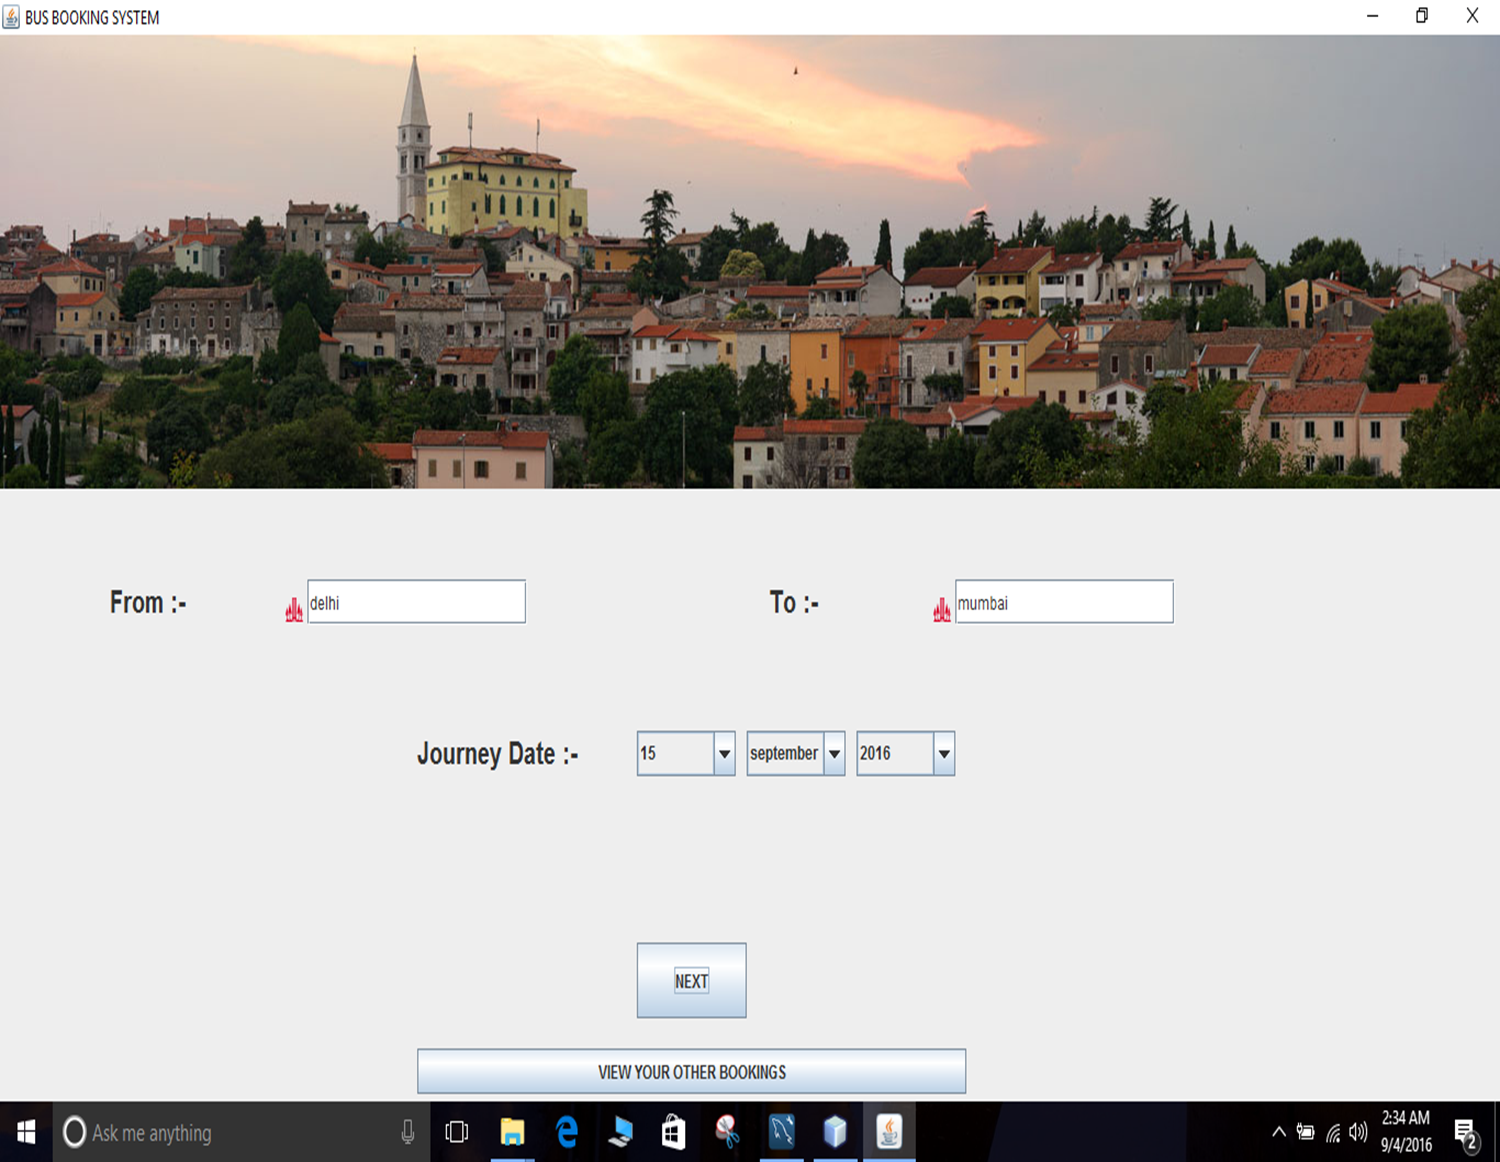 BUS BOOKING SYSTEM
From :- delhi To :- mumbai
Journey Date :- 15 september 2016
NEXT
VIEW YOUR OTHER BOOKINGS
Ask me anything
2:34 AM
9/4/2016
2